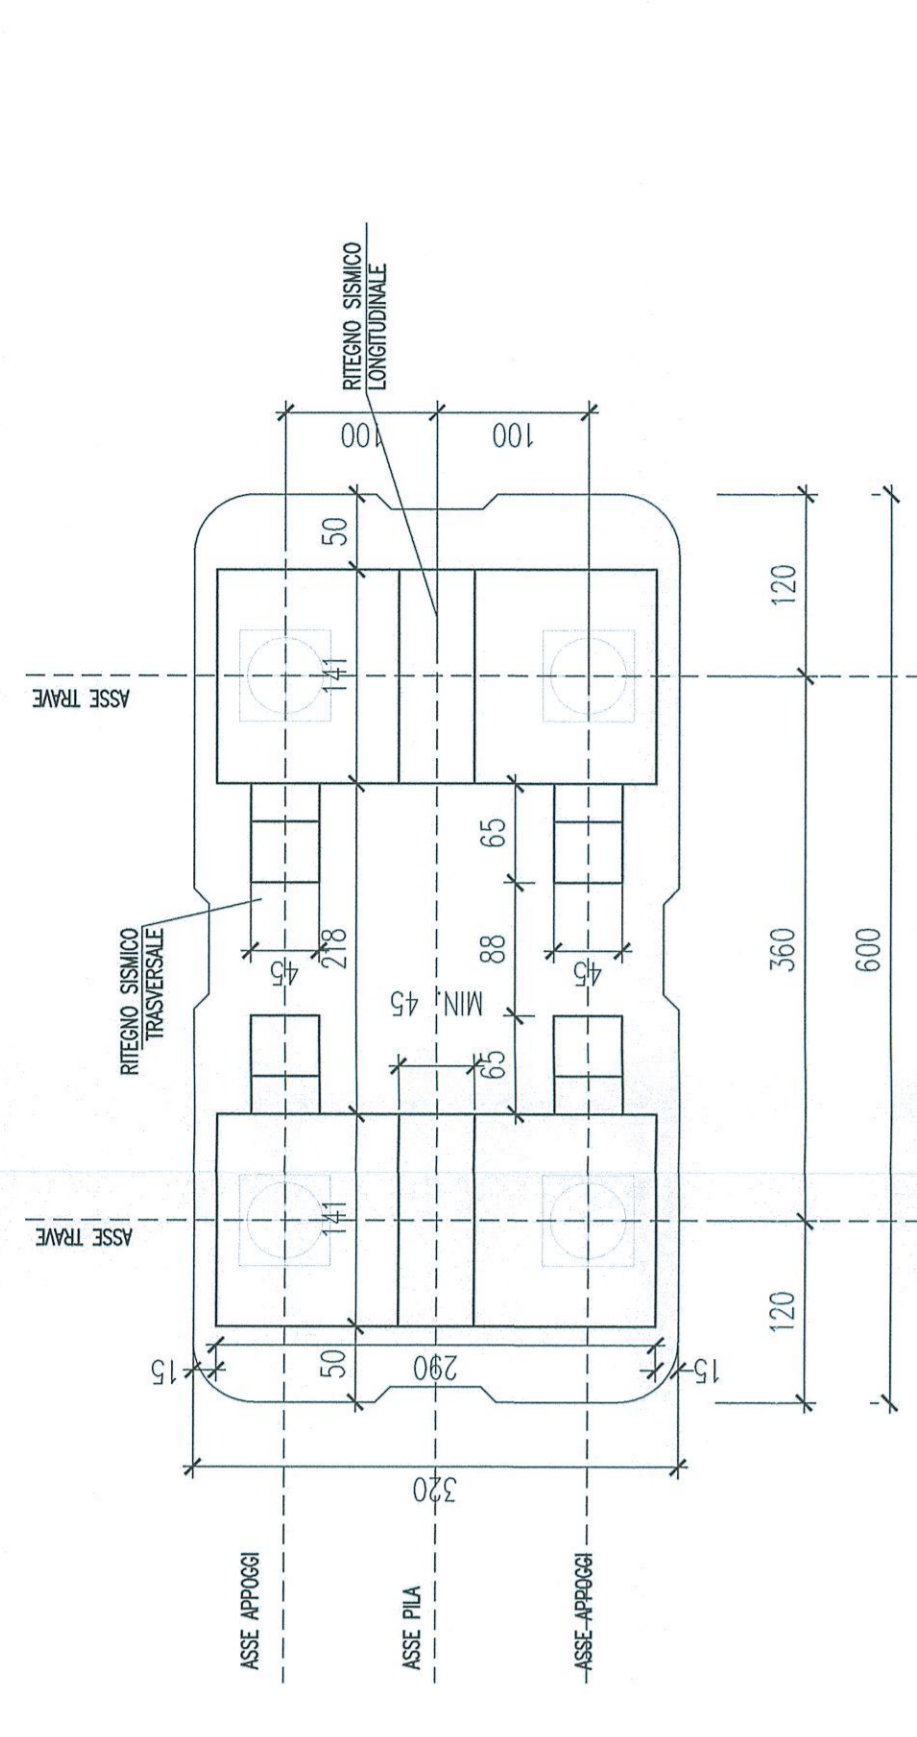 RITEGNO SISMICO
LONGITUDINALE
100
100
50
120
ASSE TRAVE
141
65
RITEGNO SISMICO
TRASVERSALE
45
218
88
45
360
600
MIN. 45
65
ASSE TRAVE
141
120
15
50
290
15
320
ASSE APPOGGI
ASSE PILA
ASSE APPOGGI